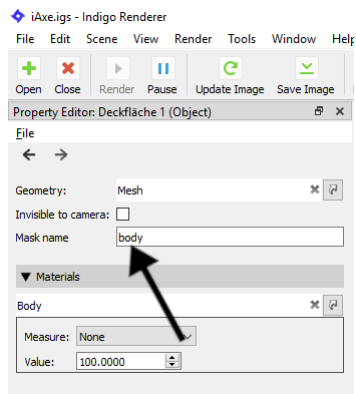 iAxe.igs - Indigo Renderer
File Edit Scene View Render Tools Window Help
Open Close Render Pause Update Image Save Image
Property Editor: Deckfläche 1 (Object)
File
Geometry: Mesh
Invisible to camera:
Mask name body
Materials
Body
Measure: None
Value: 100.0000